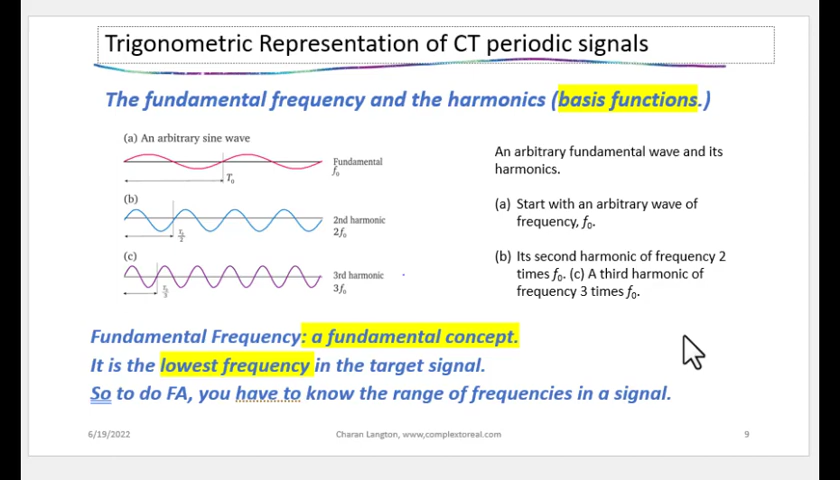 Trigonometric Representation of CT periodic signals
The fundamental frequency and the harmonics (basis functions.)
(a) An arbitrary sine wave
Fundamental
f₀
T₀
(b)
2nd harmonic
2f₀
T₀/2
(c)
3rd harmonic
3f₀
T₀/3
An arbitrary fundamental wave and its
harmonics.
(a) Start with an arbitrary wave of
frequency, f₀.
(b) Its second harmonic of frequency 2
times f₀. (c) A third harmonic of
frequency 3 times f₀.
Fundamental Frequency: a fundamental concept.
It is the lowest frequency in the target signal.
So to do FA, you have to know the range of frequencies in a signal.
6/19/2022
Charan Langton, www,complextoreal.com
9